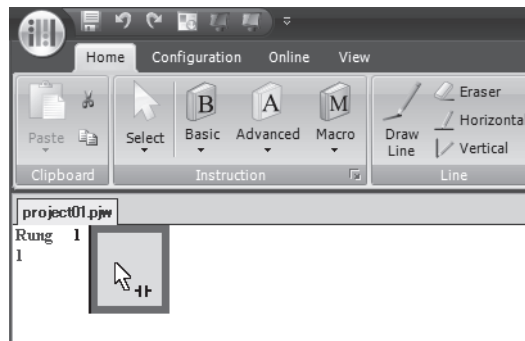 Home Configuration Online View
Paste
Select
Basic
Advanced
Macro
Draw Line
Eraser
Horizonta
Vertical
Clipboard
Instruction
Line
project01.pjw
Rung 1
1